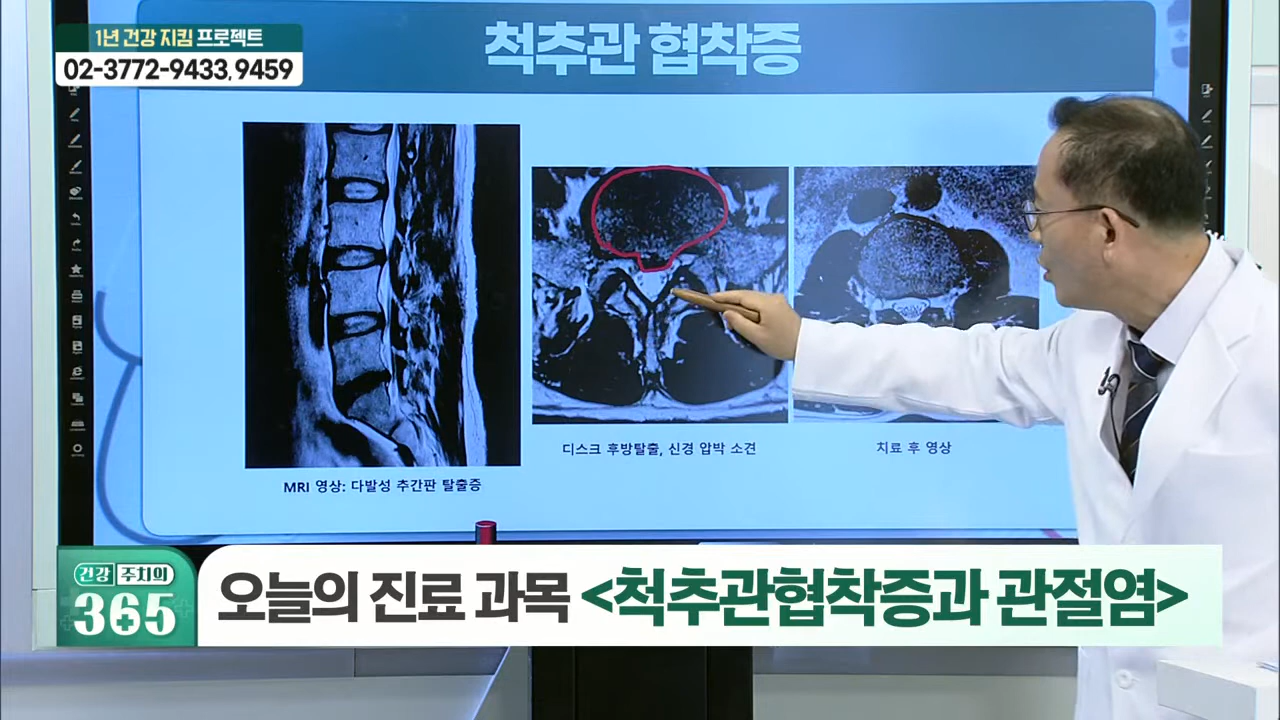 1년 건강 지킴 프로젝트
02-3772-9433, 9459
척추관 협착증
디스크 후방탈출, 신경 압박 소견
치료 후 영상
MRI 영상: 다발성 추간판 탈출증
건강 주치의
365
오늘의 진료 과목 <척추관협착증과 관절염>